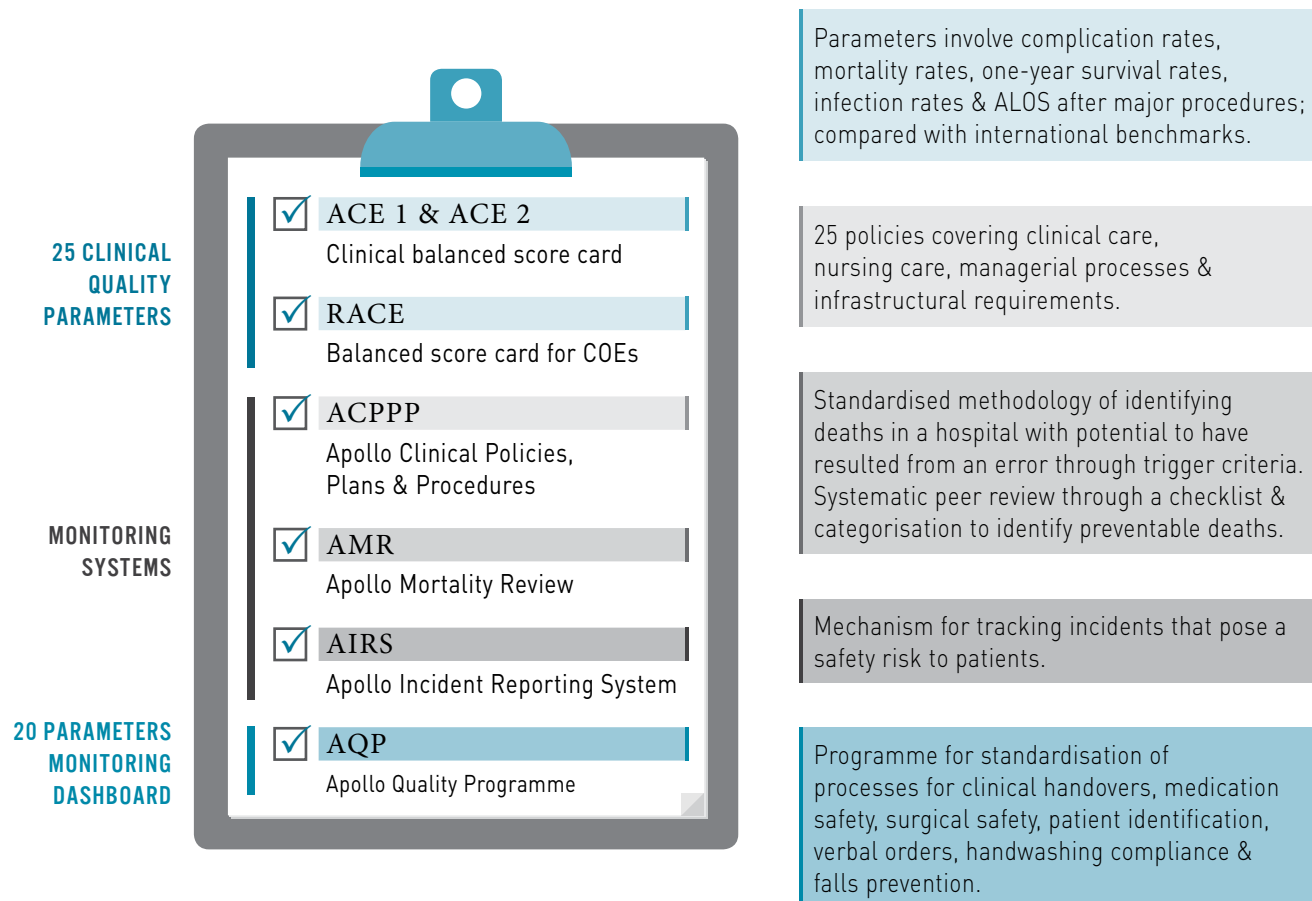 25 CLINICAL
QUALITY
PARAMETERS
ACE 1 & ACE 2
Clinical balanced score card
RACE
Balanced score card for COEs
MONITORING
SYSTEMS
ACPPP
Apollo Clinical Policies,
Plans & Procedures
AMR
Apollo Mortality Review
AIRS
Apollo Incident Reporting System
20 PARAMETERS
MONITORING
DASHBOARD
AQP
Apollo Quality Programme
Parameters involve complication rates,
mortality rates, one-year survival rates,
infection rates & ALOS after major procedures;
compared with international benchmarks.
25 policies covering clinical care,
nursing care, managerial processes &
infrastructural requirements.
Standardised methodology of identifying
deaths in a hospital with potential to have
resulted from an error through trigger criteria.
Systematic peer review through a checklist &
categorisation to identify preventable deaths.
Mechanism for tracking incidents that pose a
safety risk to patients.
Programme for standardisation of
processes for clinical handovers, medication
safety, surgical safety, patient identification,
verbal orders, handwashing compliance &
falls prevention.